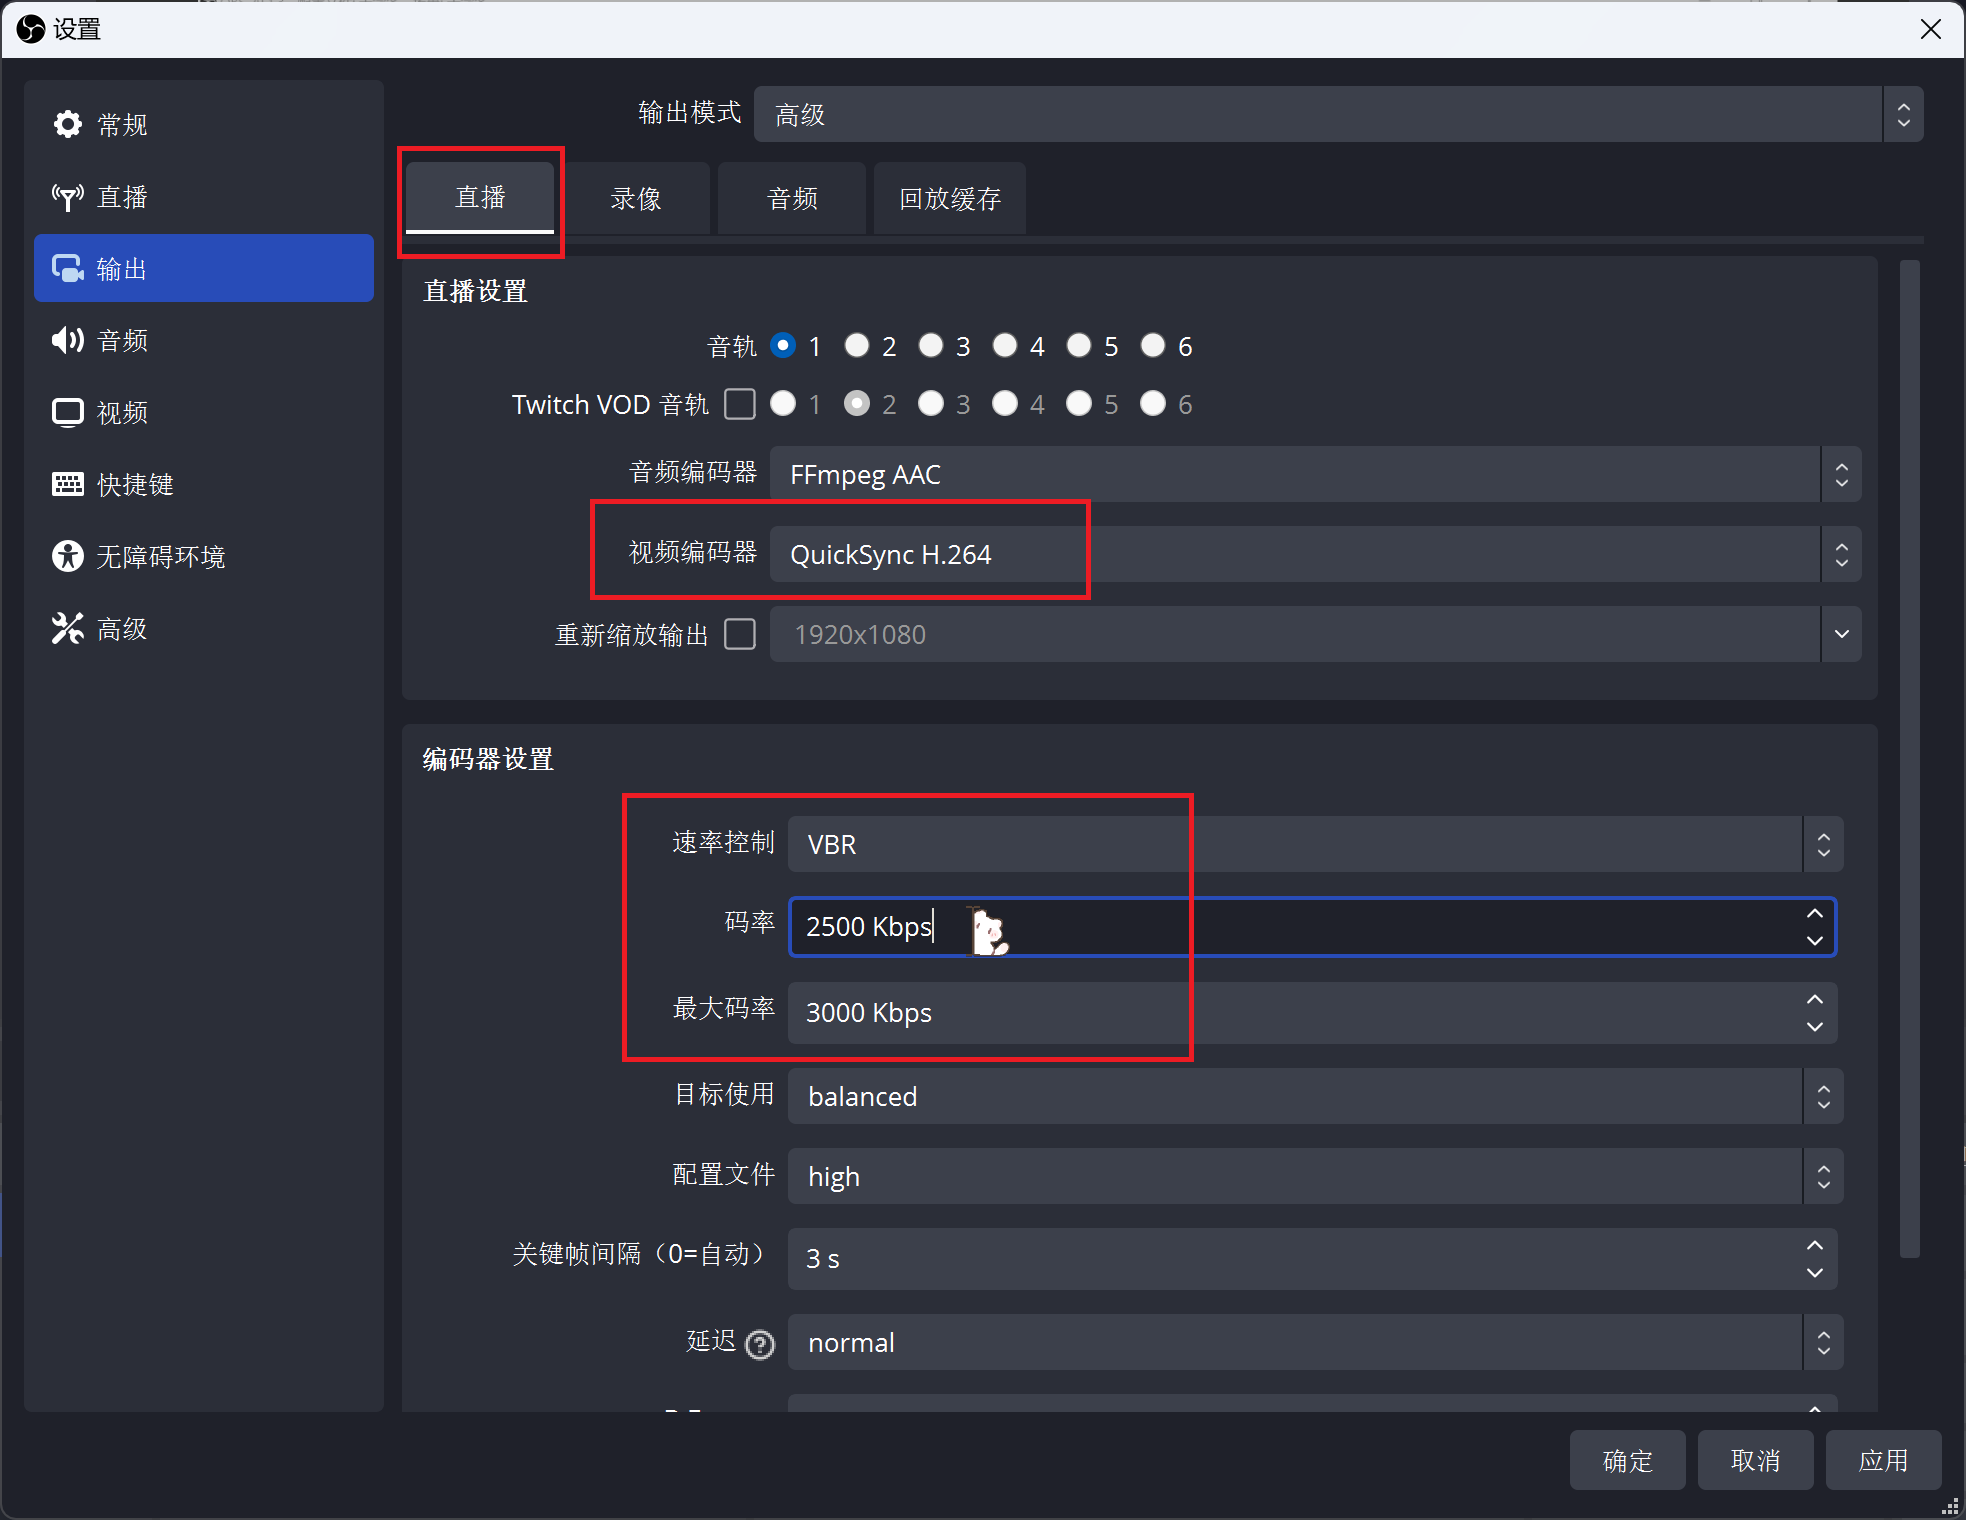 设置
常规
直播
输出
音频
视频
快捷键
无障碍环境
高级
输出模式 高级
直播 录像 音频 回放缓存
直播设置
音轨 1 2 3 4 5 6
Twitch VOD 音轨 1 2 3 4 5 6
音频编码器 FFmpeg AAC
视频编码器 QuickSync H.264
重新缩放输出 1920x1080
编码器设置
速率控制 VBR
码率 2500 Kbps
最大码率 3000 Kbps
目标使用 balanced
配置文件 high
关键帧间隔（0=自动） 3 s
延迟 ? normal
确定 取消 应用